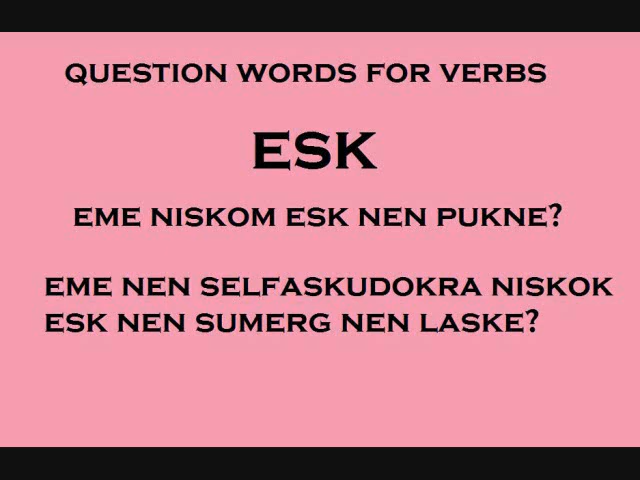 QUESTION WORDS FOR VERBS
ESK
EME NISKOM ESK NEN PUKNE?
EME NEN SELFASKUDOKRA NISKOK
ESK NEN SUMERG NEN LASKE?